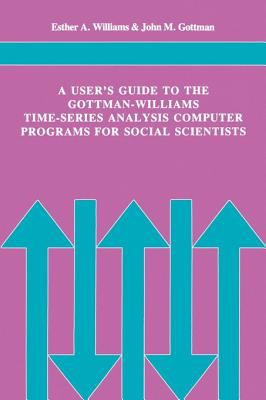 Esther A. Williams & John M. Gottman
A USER'S GUIDE TO THE
GOTTMAN-WILLIAMS
TIME-SERIES ANALYSIS COMPUTER
PROGRAMS FOR SOCIAL SCIENTISTS